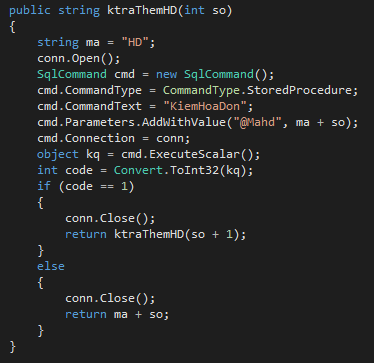 public string ktraThemHD(int so)
{
    string ma = "HD";
    conn.Open();
    SqlCommand cmd = new SqlCommand();
    cmd.CommandType = CommandType.StoredProcedure;
    cmd.CommandText = "KiemHoaDon";
    cmd.Parameters.AddWithValue("@Mahd", ma + so);
    cmd.Connection = conn;
    object kq = cmd.ExecuteScalar();
    int code = Convert.ToInt32(kq);
    if (code == 1)
    {
        conn.Close();
        return ktraThemHD(so + 1);
    }
    else
    {
        conn.Close();
        return ma + so;
    }
}